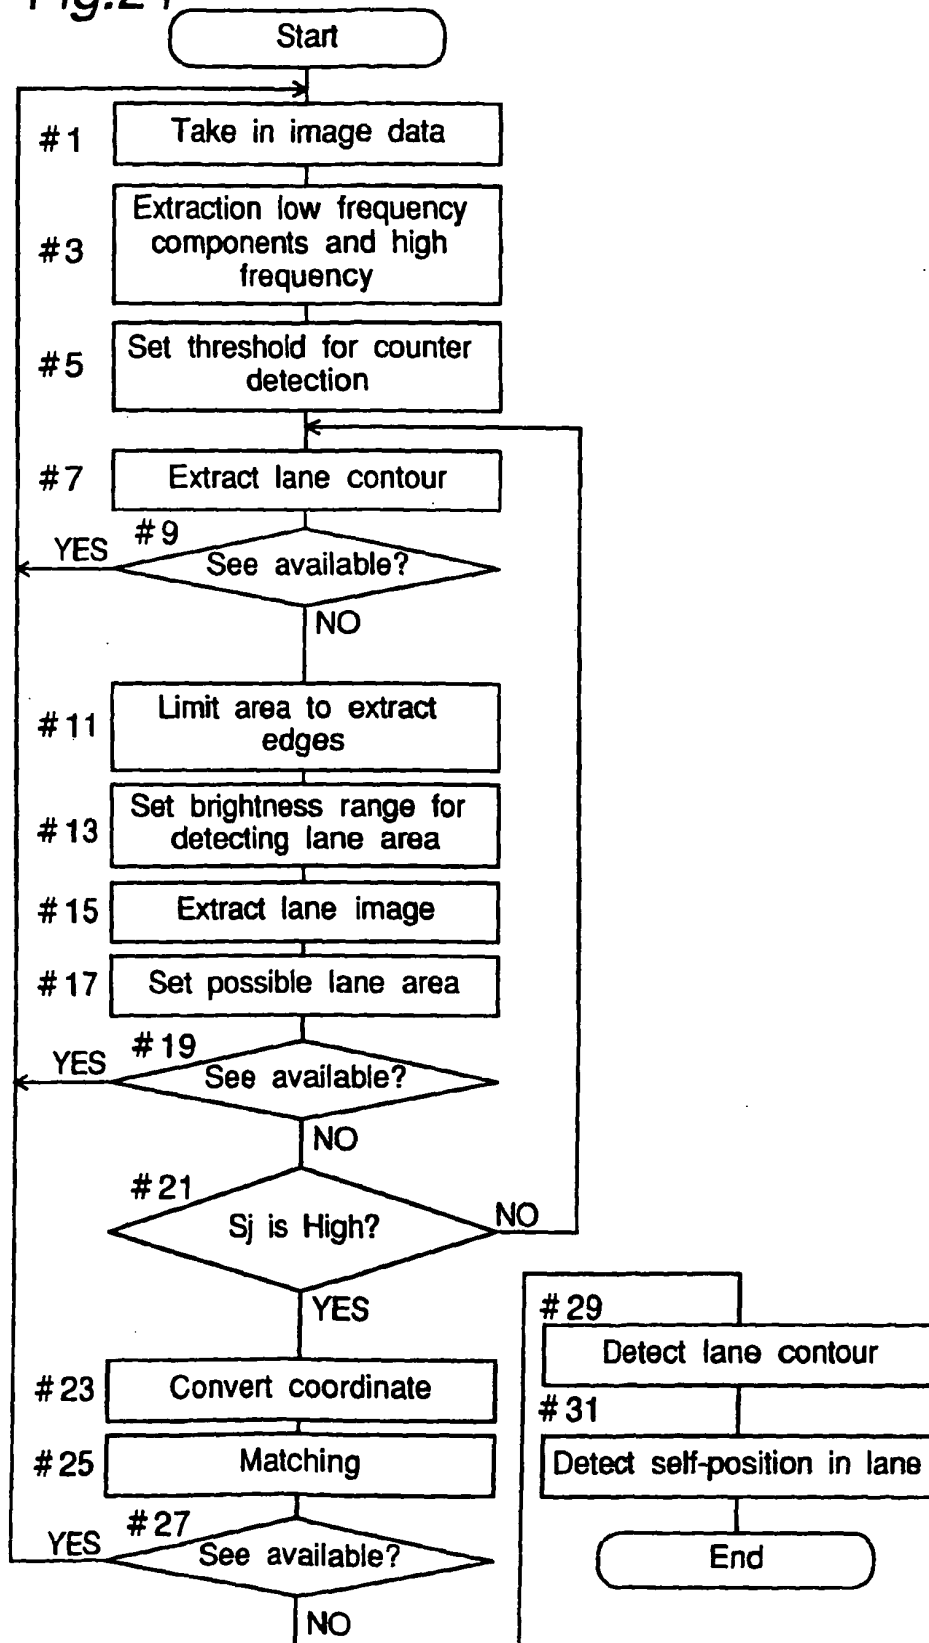 Start
#1
Take in image data
#3
Extraction low frequency
components and high
frequency
#5
Set threshold for counter
detection
#7
Extract lane contour
#9
YES
See available?
NO
#11
Limit area to extract
edges
#13
Set brightness range for
detecting lane area
#15
Extract lane image
#17
Set possible lane area
#19
YES
See available?
NO
#21
Sj is High?
NO
YES
#23
Convert coordinate
#25
Matching
#27
YES
See available?
NO
#29
Detect lane contour
#31
Detect self-position in lane
End